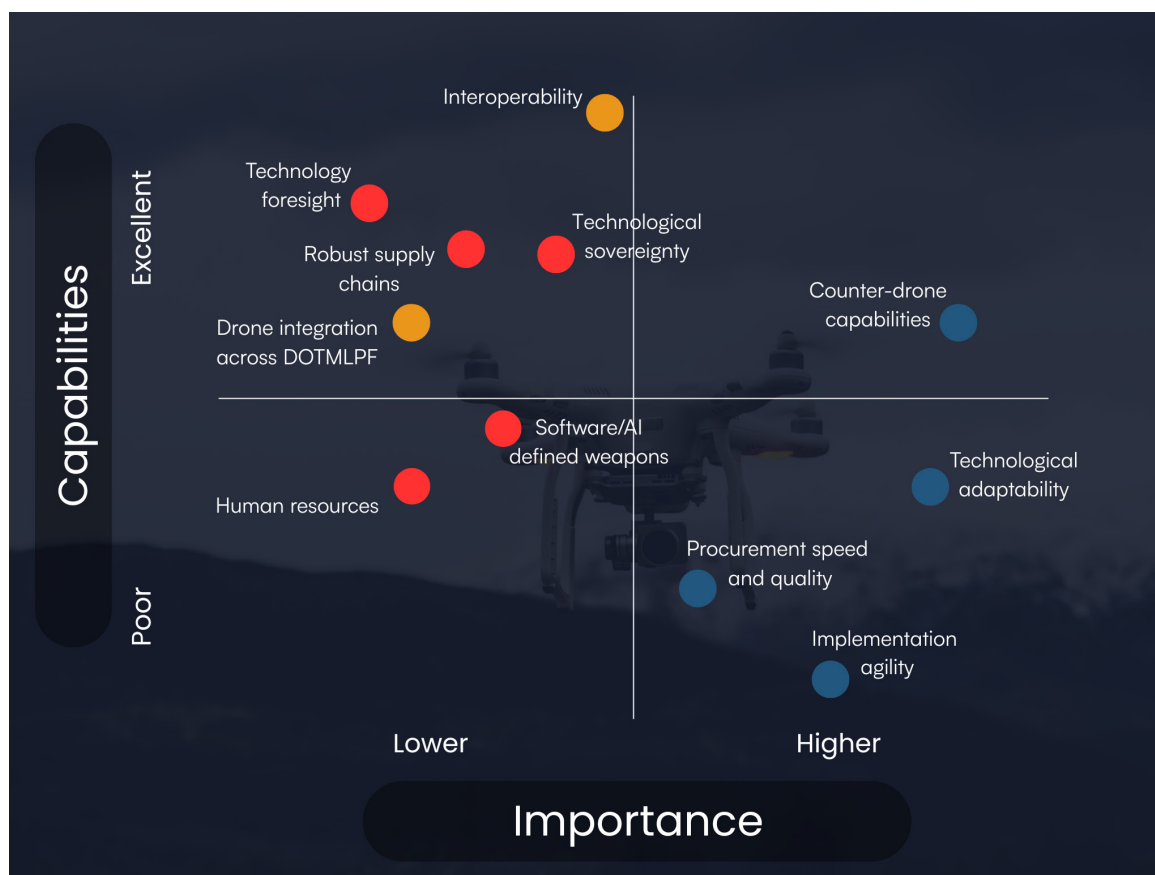 Interoperability
Technology
foresight
Technological
sovereignty
Robust supply
chains
Counter-drone
capabilities
Drone integration
across DOTMLPF
Software/AI
defined weapons
Technological
adaptability
Human resources
Procurement speed
and quality
Implementation
agility
Capabilities
Excellent
Poor
Lower
Higher
Importance